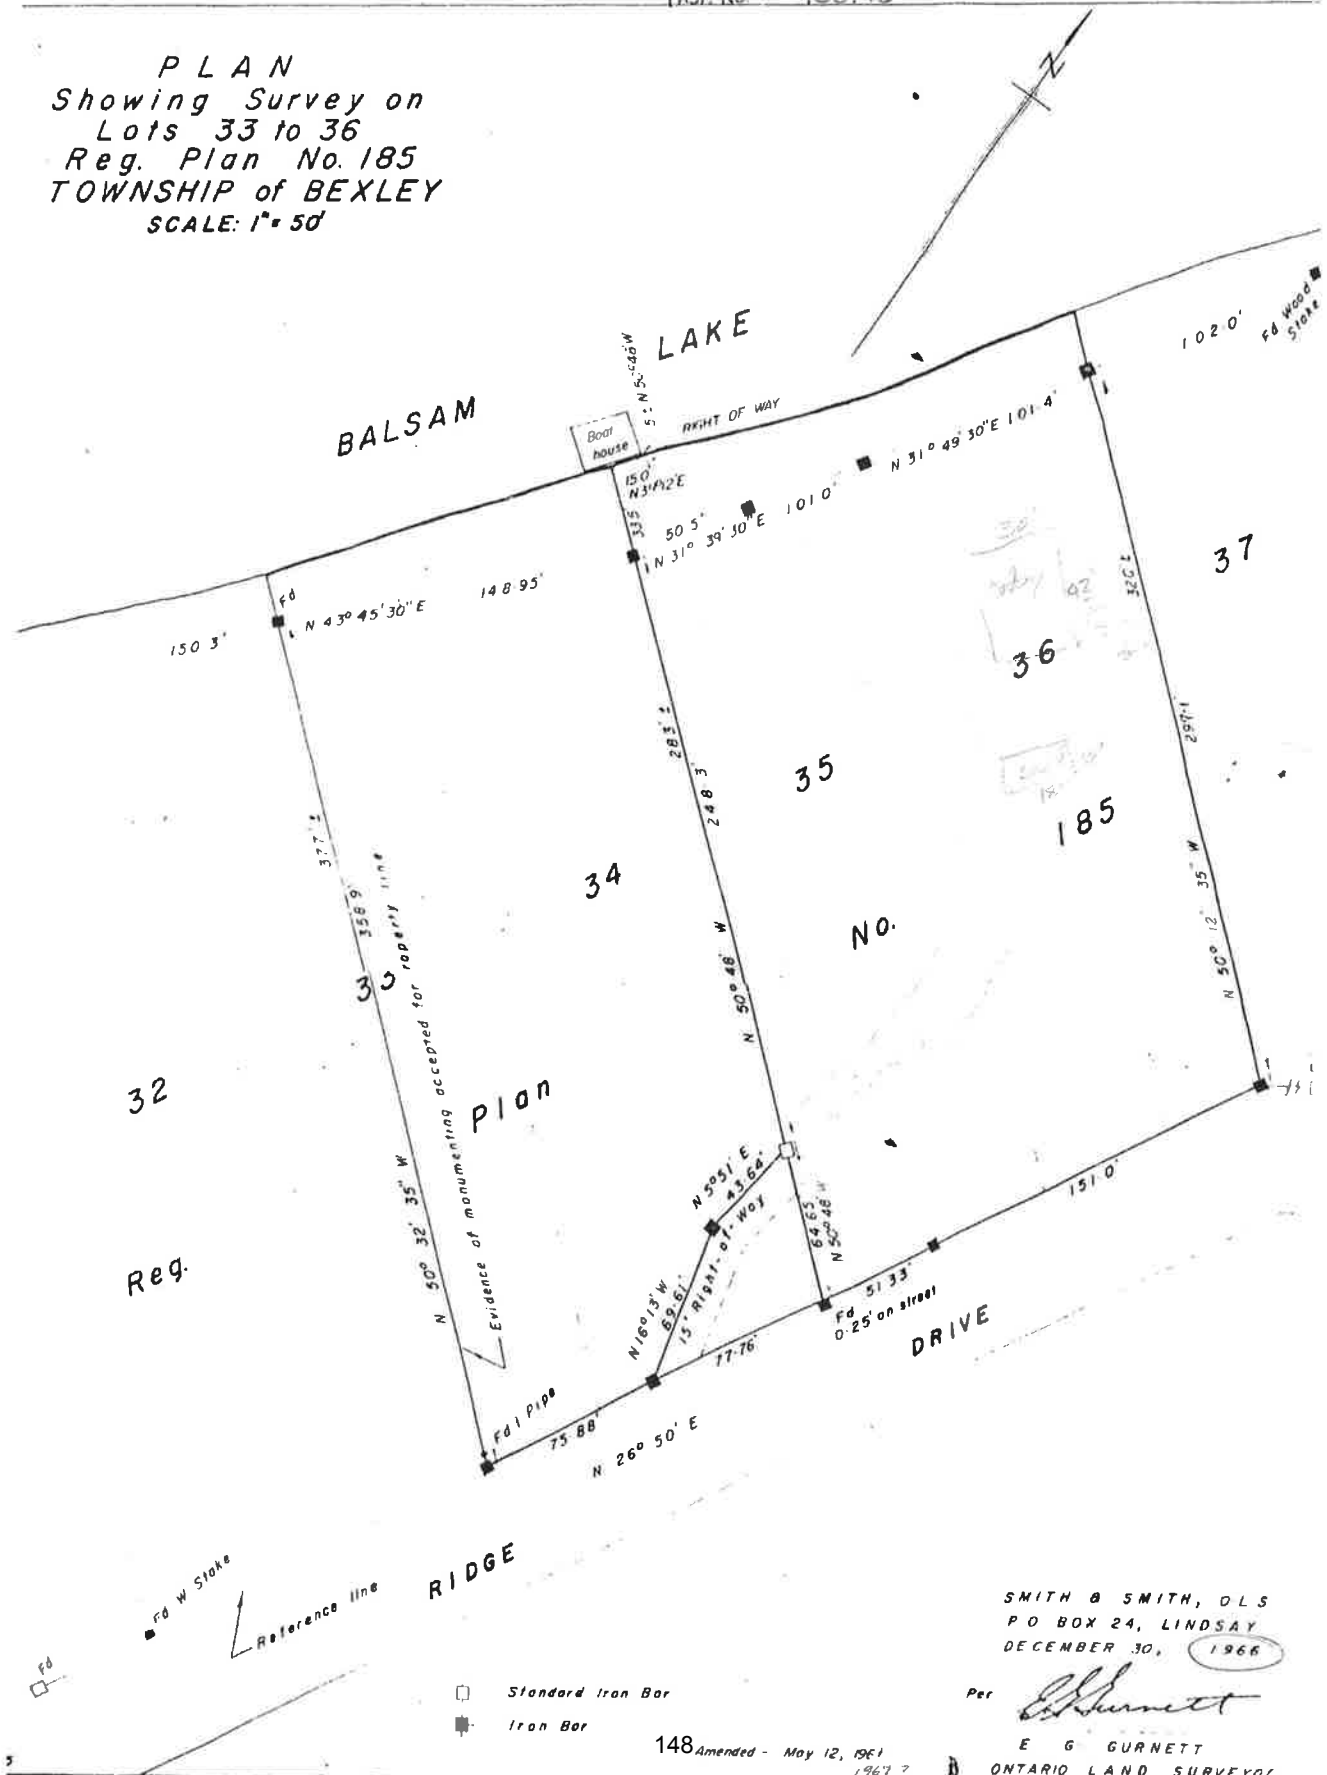 PLAN
Showing Survey on
Lots 33 to 36
Reg. Plan No. 185
TOWNSHIP of BEXLEY
SCALE: 1" = 50'
BALSAM LAKE
Boat
house
RIGHT OF WAY
150'
335'
50 5'
N 31° 39' 30" E 101 0'
N 31° 49' 30" E 101.4'
102.0'
Fd Wood
Stake
150 3'
Fd
N 43° 45' 30" E 148.95'
37
36
42'
35
34
32
185
No.
Plan
Reg.
377' ±
358.9'
N 50° 32' 35" W
Evidence of monumenting accepted for property line
283' ±
248.3'
N 50° 48' W
320' ±
297.1'
N 50° 12' 35" W
N 5° 51' E
43.64'
N 16° 13' W
69.61'
15' Right-of-Way
64.65'
N 50° 48' W
151.0'
51.33'
Fd
0.25' on street
77.76'
75.88'
Fd 1 Pipe
N 26° 50' E
RIDGE DRIVE
Fd W Stake
Reference line
Fd
Standard Iron Bar
Iron Bar
148
Amended - May 12, 1961
1967 ?
SMITH & SMITH, O L S
P O BOX 24, LINDSAY
DECEMBER 30, 1966
Per E G Gurnett
E G GURNETT
ONTARIO LAND SURVEYOR